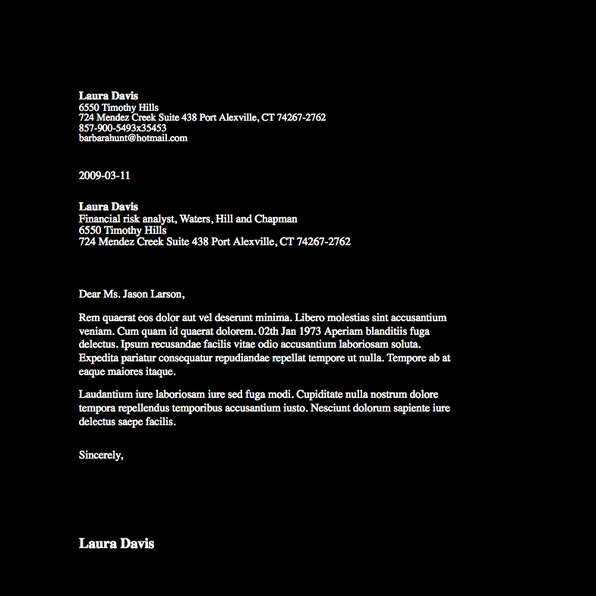 Laura Davis
6550 Timothy Hills
724 Mendez Creek Suite 438 Port Alexville, CT 74267-2762
857-900-5493x35453
barbarahunt@hotmail.com
2009-03-11
Laura Davis
Financial risk analyst, Waters, Hill and Chapman
6550 Timothy Hills
724 Mendez Creek Suite 438 Port Alexville, CT 74267-2762
Dear Ms. Jason Larson,
Rem quaerat eos dolor aut vel deserunt minima. Libero molestias sint accusantium
veniam. Cum quam id quaerat dolorem. 02th Jan 1973 Aperiam blanditiis fuga
delectus. Ipsum recusandae facilis vitae odio accusantium laboriosam soluta.
Expedita pariatur consequatur repudiandae repellat tempore ut nulla. Tempore ab at
eaque maiores itaque.
Laudantium iure laboriosam iure sed fuga modi. Cupiditate nulla nostrum dolore
tempora repellendus temporibus accusantium iusto. Nesciunt dolorum sapiente iure
delectus saepe facilis.
Sincerely,
Laura Davis